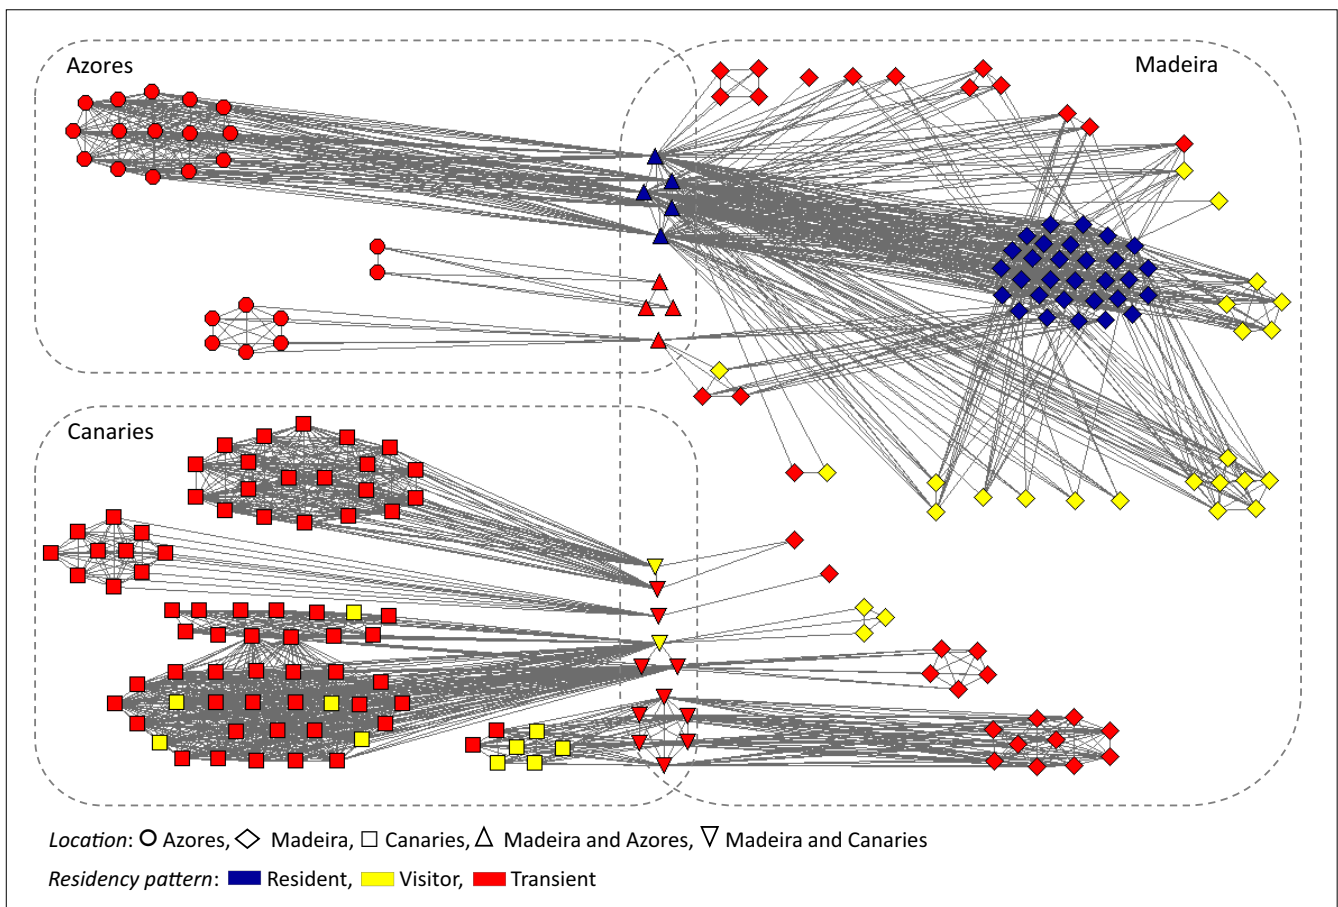 Azores
Madeira
Canaries
Location: Azores, Madeira, Canaries, Madeira and Azores, Madeira and Canaries
Residency pattern: Resident, Visitor, Transient